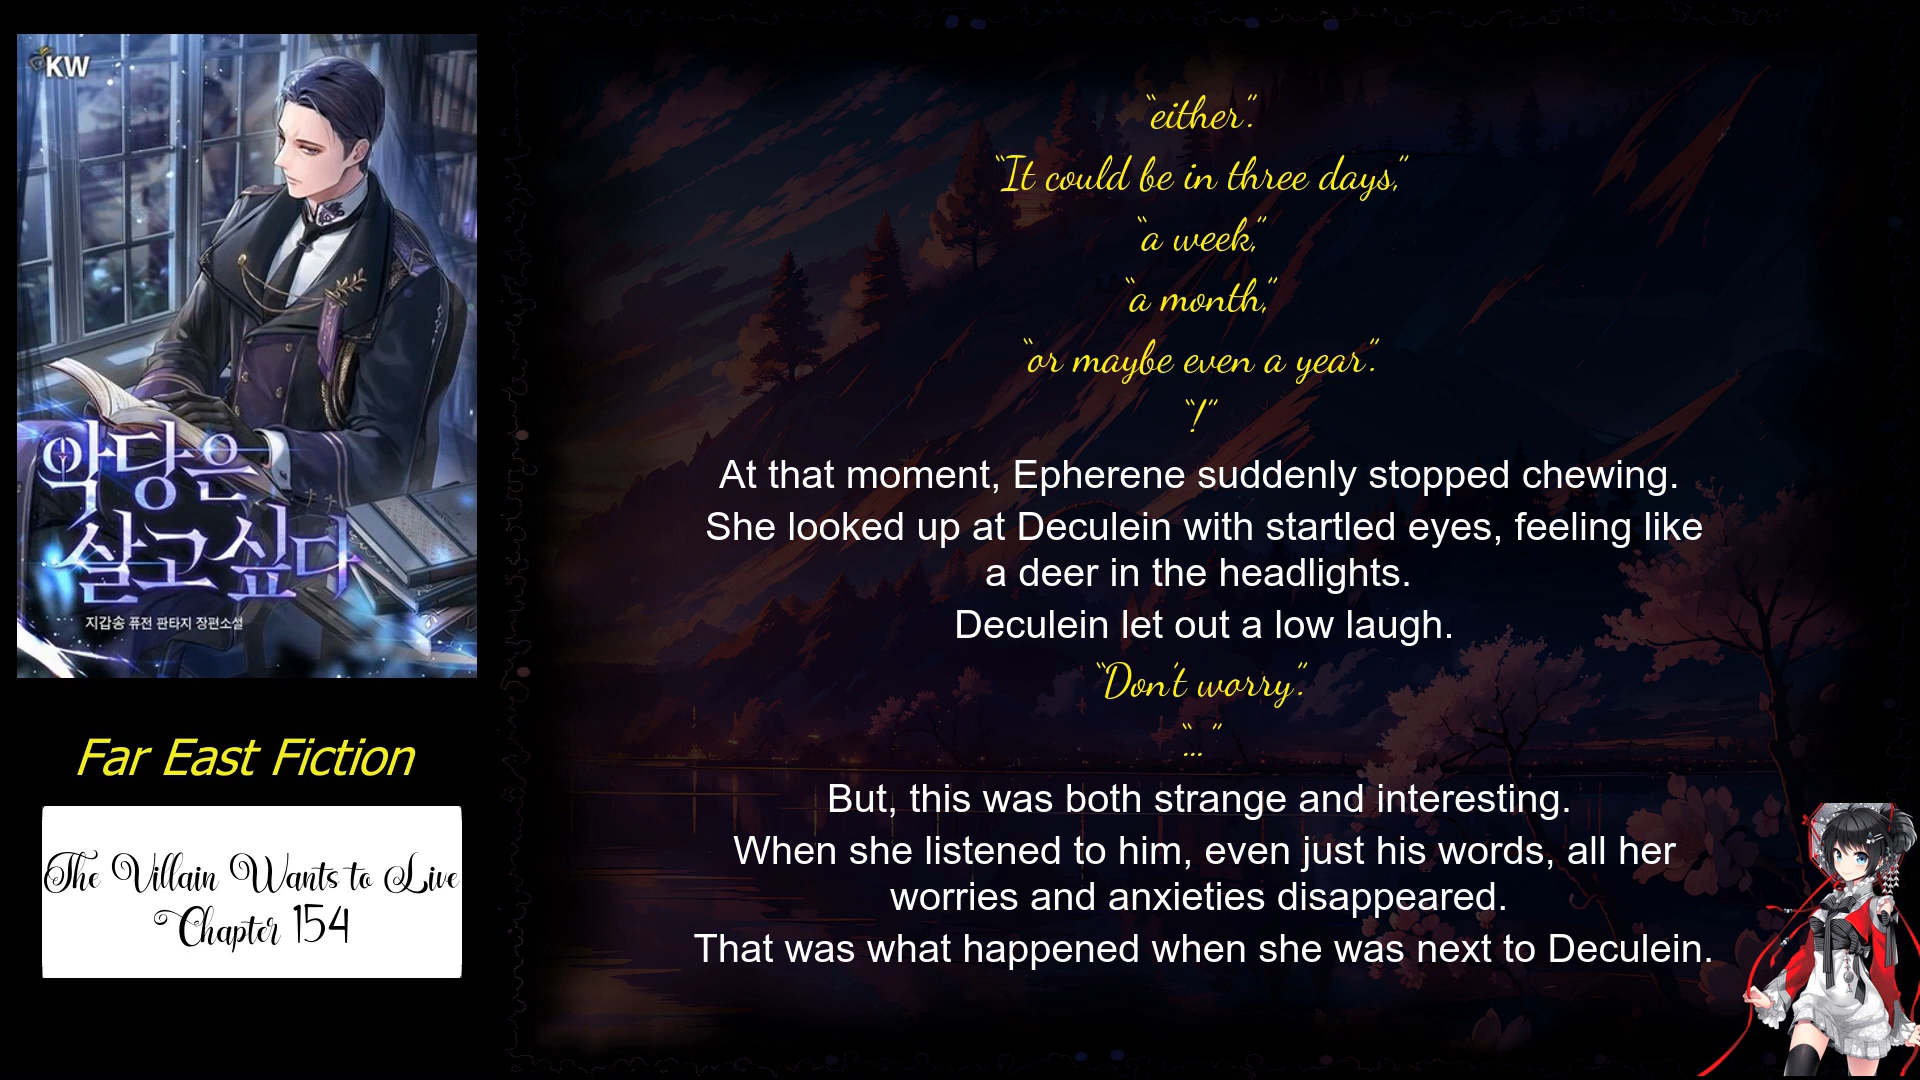 KW
악당은
살고싶다
지갑송 퓨전 판타지 장편소설
Far East Fiction
The Villain Wants to Live
Chapter 154
“either”.
“It could be in three days,”
“a week,”
“a month,”
“or maybe even a year”.
“!”
At that moment, Epherene suddenly stopped chewing.
She looked up at Deculein with startled eyes, feeling like
a deer in the headlights.
Deculein let out a low laugh.
“Don't worry”.
“... ”
But, this was both strange and interesting.
When she listened to him, even just his words, all her
worries and anxieties disappeared.
That was what happened when she was next to Deculein.